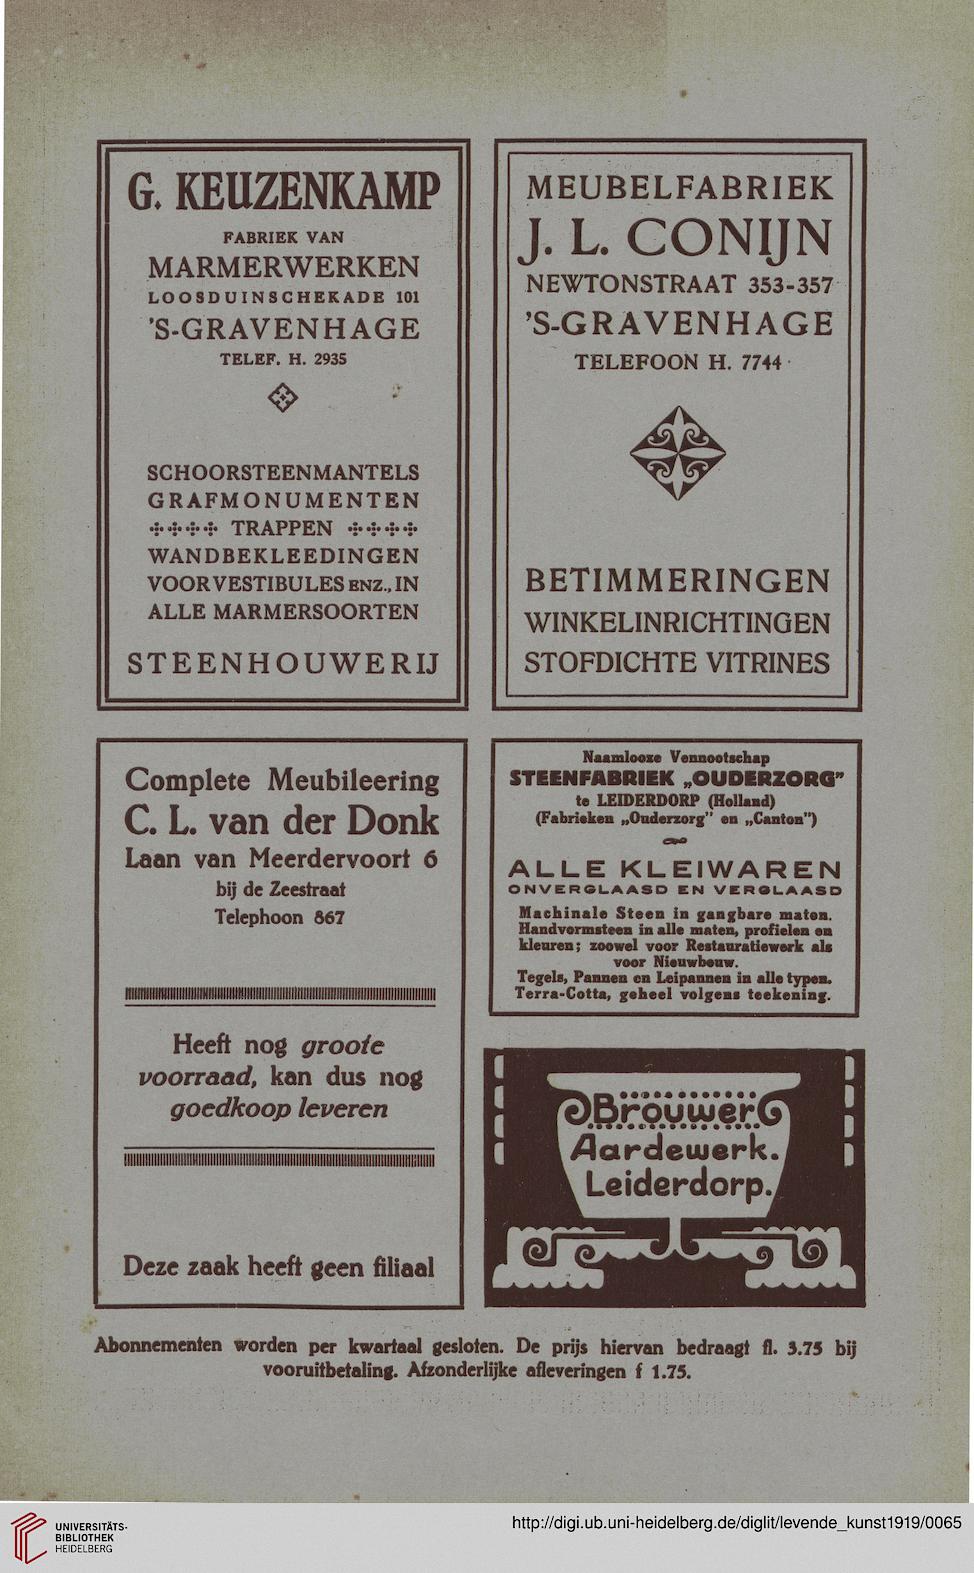 G. KEUZENKAMP
FABRIEK VAN
MARMERWERKEN
LOOSDUINSCHEKADE 101
'S-GRAVENHAGE
TELEF. H. 2935
SCHOORSTEENMANTELS
GRAFMONUMENTEN
TRAPPEN
WANDBEKLEEDINGEN
VOOR VESTIBULES ENZ., IN
ALLE MARMERSOORTEN
STEENHOUWERIJ
MEUBELFABRIEK
J. L. CONIJN
NEWTONSTRAAT 353-357
'S-GRAVENHAGE
TELEFOON H. 7744
BETIMMERINGEN
WINKELINRICHTINGEN
STOFDICHTE VITRINES
Complete Meubileering
C. L. van der Donk
Laan van Meerdervoort 6
bij de Zeestraat
Telephoon 867
Heeft nog groote
voorraad, kan dus nog
goedkoop leveren
Deze zaak heeft geen filiaal
Naamlooze Vennootschap
STEENFABRIEK „OUDERZORG”
te LEIDERDORP (Holland)
(Fabrieken „Ouderzorg” en „Canton”)
ALLE KLEIWAREN
ONVERGLAASD EN VERGLAASD
Machinale Steen in gangbare maten.
Handvormsteen in alle maten, profielen en
kleuren; zoowel voor Restauratiewerk als
voor Nieuwbouw.
Tegels, Pannen en Leipannen in alle typen.
Terra-Cotta, geheel volgens teekening.
Brouwer
Aardewerk.
Leiderdorp.
Abonnementen worden per kwartaal gesloten. De prijs hiervan bedraagt fl. 3.75 bij
vooruitbetaling. Afzonderlijke afleveringen f 1.75.
UNIVERSITÄTS-
BIBLIOTHEK
HEIDELBERG
http://digi.ub.uni-heidelberg.de/diglit/levende_kunst1919/0065